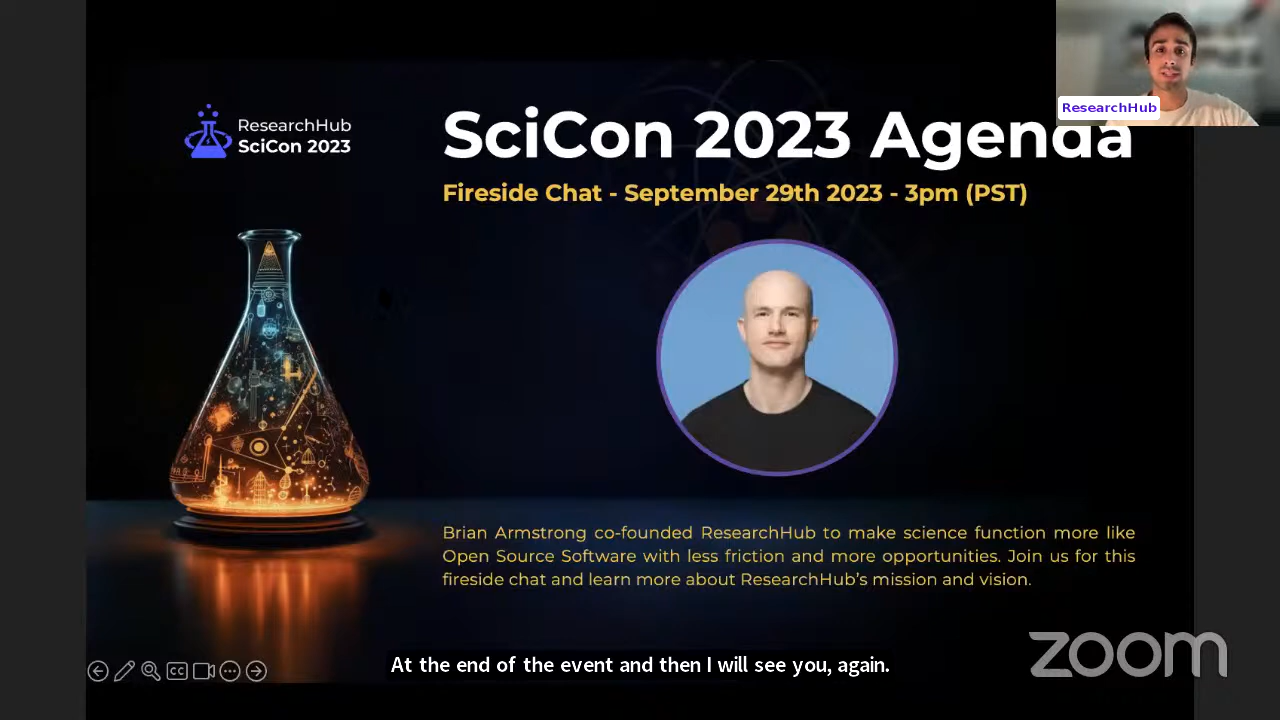 ResearchHub
SciCon 2023
SciCon 2023 Agenda
ResearchHub
Fireside Chat - September 29th 2023 - 3pm (PST)
Brian Armstrong co-founded ResearchHub to make science function more like
Open Source Software with less friction and more opportunities. Join us for this
fireside chat and learn more about ResearchHub's mission and vision.
CC
At the end of the event and then I will see you, again.
zoom